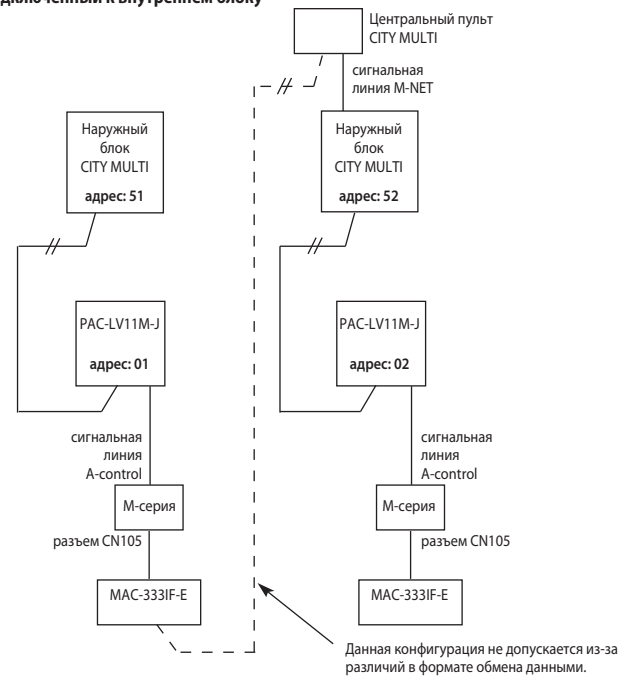 дключенный к внутреннем блоку
Центральный пульт
CITY MULTI
сигнальная
линия M-NET
Наружный
блок
CITY MULTI
адрес: 51
Наружный
блок
CITY MULTI
адрес: 52
PAC-LV11M-J
адрес: 01
PAC-LV11M-J
адрес: 02
сигнальная
линия
A-control
сигнальная
линия
A-control
М-серия
М-серия
разъем CN105
разъем CN105
MAC-333IF-E
MAC-333IF-E
Данная конфигурация не допускается из-за
различий в формате обмена данными.